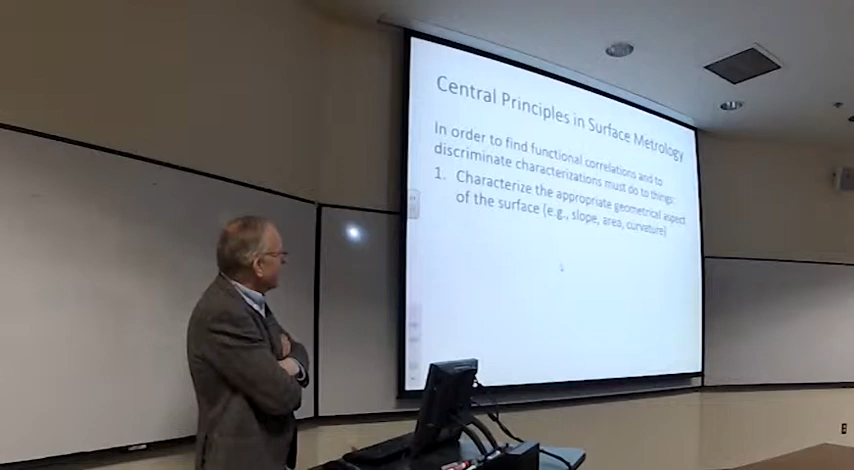 Central Principles in Surface Metrology
In order to find functional correlations and to
discriminate characterizations must do to things:
1. Characterize the appropriate geometrical aspect
of the surface (e.g., slope, area, curvature)